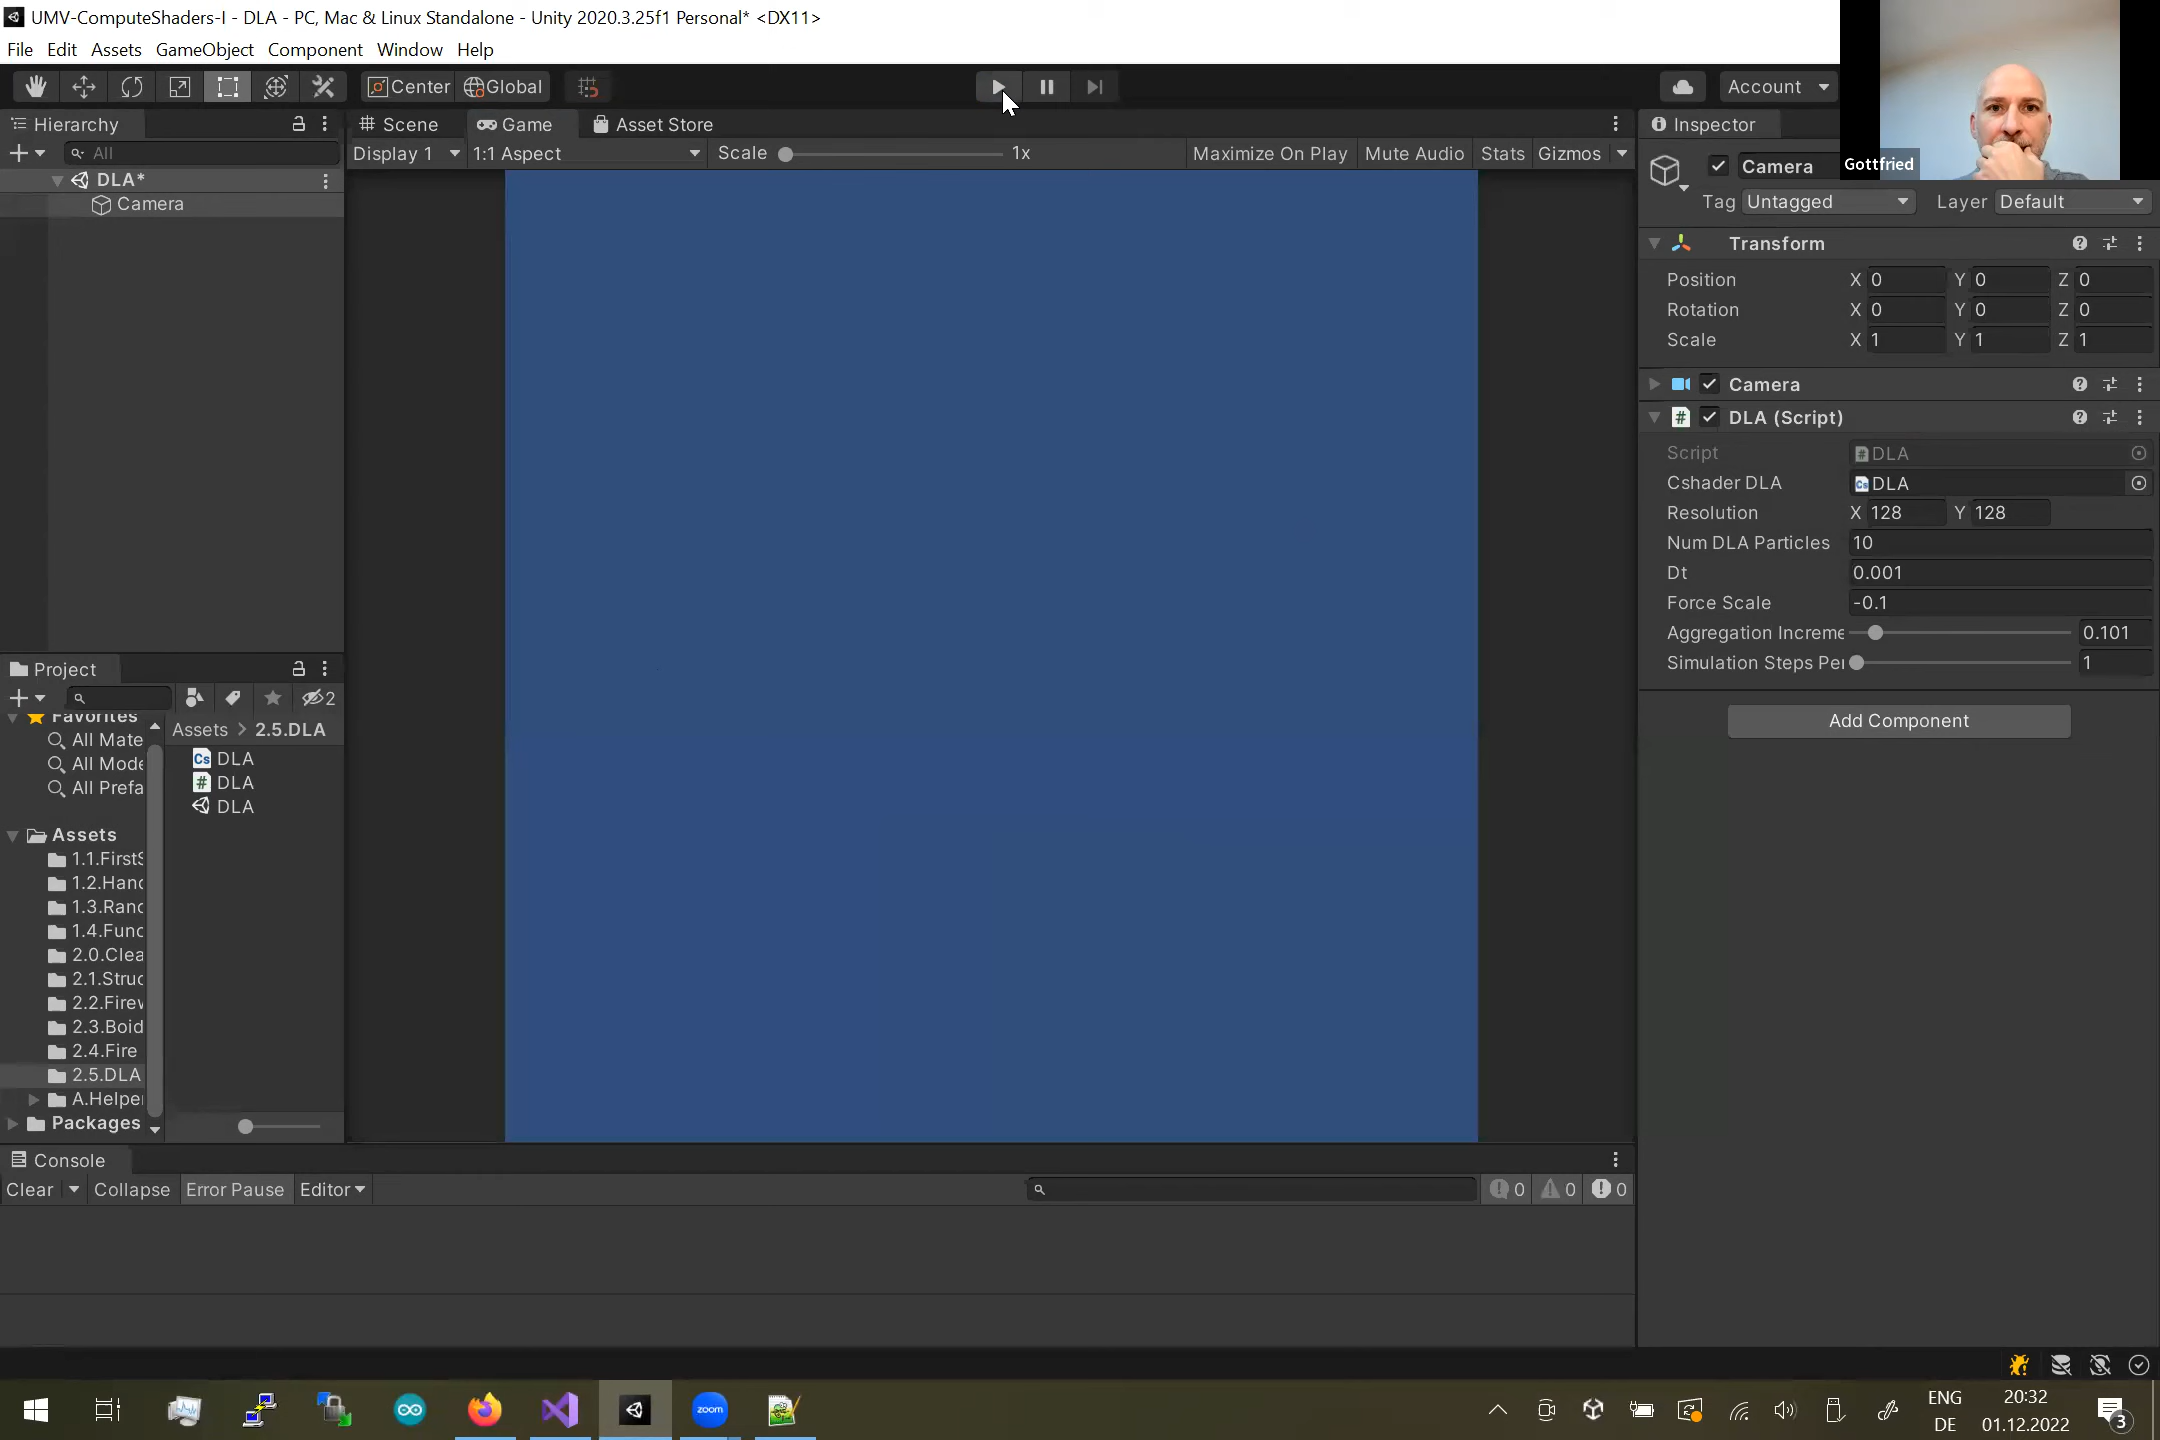 UMV-ComputeShaders-I - DLA - PC, Mac & Linux Standalone - Unity 2020.3.25f1 Personal* <DX11>
File Edit Assets GameObject Component Window Help
Center Global
Account
Hierarchy
Scene Game Asset Store
Inspector
All
Display 1 1:1 Aspect Scale 1x Maximize On Play Mute Audio Stats Gizmos
Camera
Gottfried
DLA*
Camera
Tag Untagged Layer Default
Transform
Position X 0 Y 0 Z 0
Rotation X 0 Y 0 Z 0
Scale X 1 Y 1 Z 1
Camera
DLA (Script)
Script DLA
Cshader DLA DLA
Resolution X 128 Y 128
Num DLA Particles 10
Dt 0.001
Force Scale -0.1
Aggregation Increme 0.101
Simulation Steps Per 1
Add Component
Project
2
Favorites
All Mate
All Mode
All Prefa
Assets
1.1.FirstS
1.2.Hand
1.3.Rand
1.4.Func
2.0.Clea
2.1.Struc
2.2.Firew
2.3.Boid
2.4.Fire
2.5.DLA
A.Helper
Packages
Assets > 2.5.DLA
DLA
DLA
DLA
Console
Clear Collapse Error Pause Editor 0 0 0
zoom
ENG
DE
20:32
01.12.2022
3